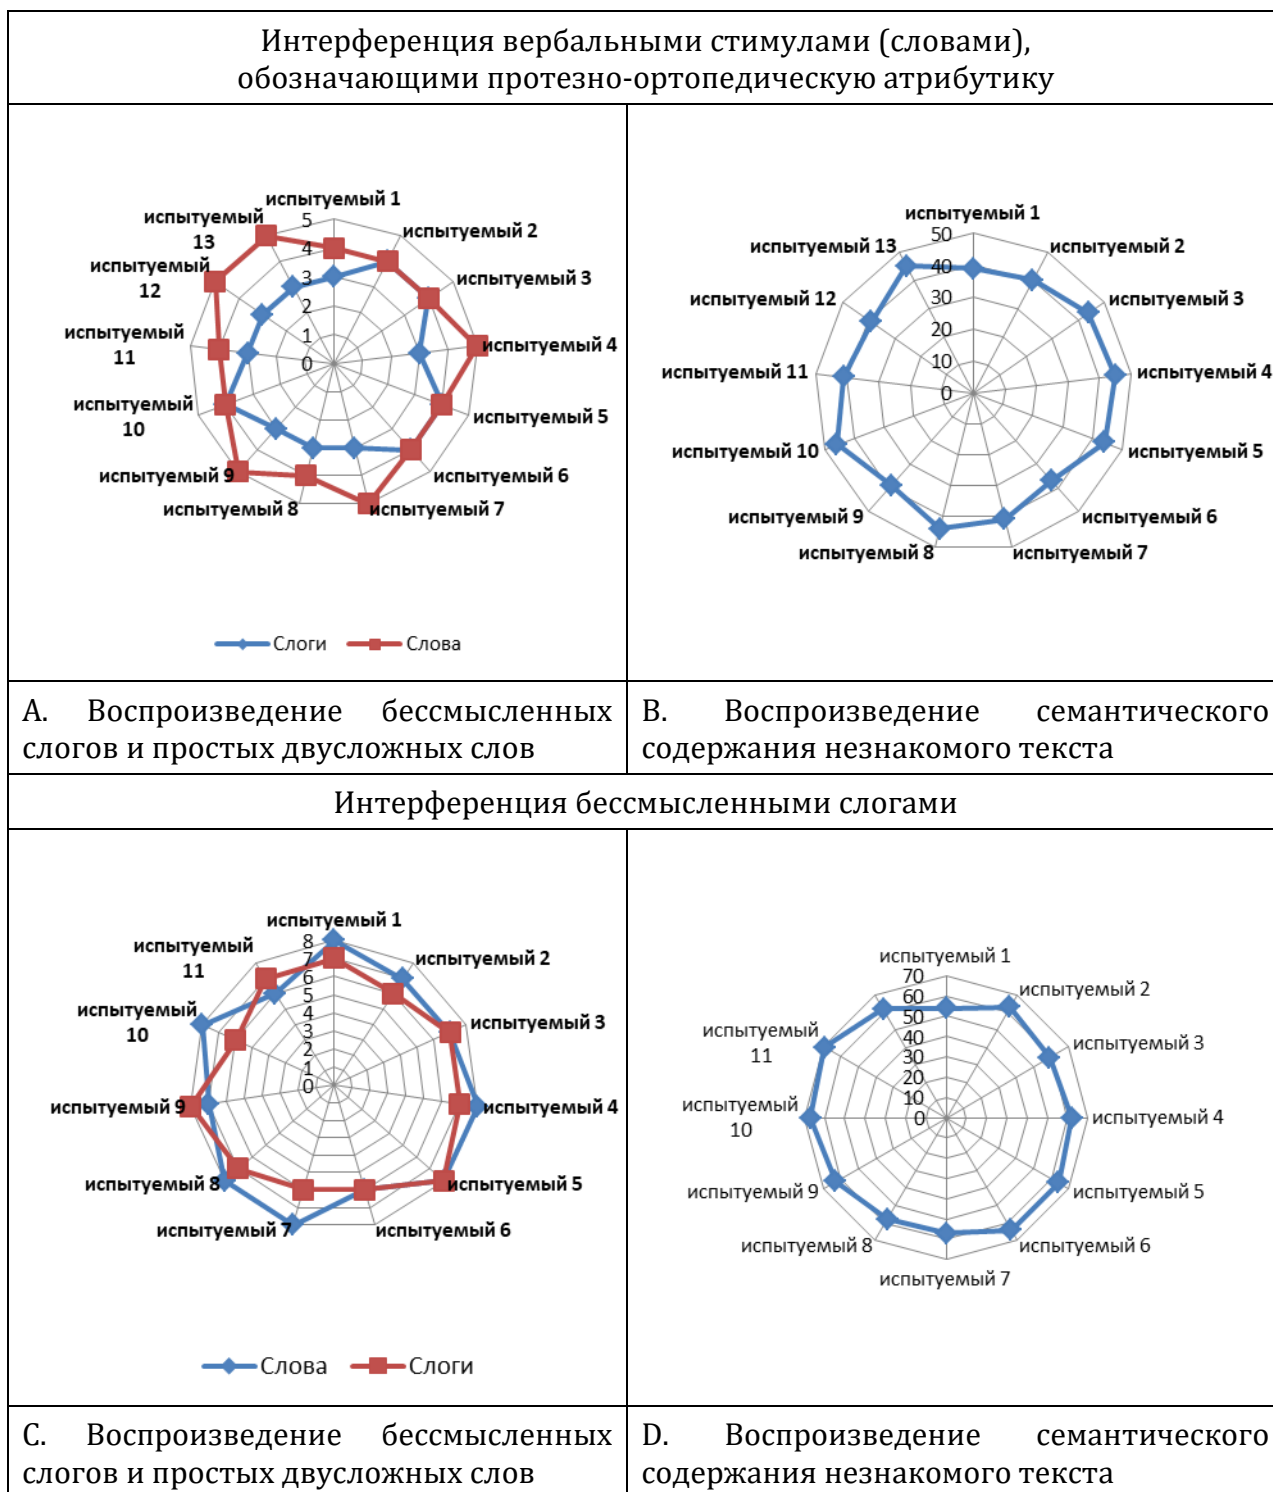 Интерференция вербальными стимулами (словами),
обозначающими протезно-ортопедическую атрибутику
испытуемый 1
испытуемый 2
испытуемый 3
испытуемый 4
испытуемый 5
испытуемый 6
испытуемый 7
испытуемый 8
испытуемый 9
испытуемый
10
испытуемый
11
испытуемый
12
испытуемый
13
5
4
3
2
1
0
Слоги
Слова
испытуемый 1
испытуемый 2
испытуемый 3
испытуемый 4
испытуемый 5
испытуемый 6
испытуемый 7
испытуемый 8
испытуемый 9
испытуемый 10
испытуемый 11
испытуемый 12
испытуемый 13
50
40
30
20
10
0
А. Воспроизведение бессмысленных
слогов и простых двусложных слов
В. Воспроизведение семантического
содержания незнакомого текста
Интерференция бессмысленными слогами
испытуемый 1
испытуемый 2
испытуемый 3
испытуемый 4
испытуемый 5
испытуемый 6
испытуемый 7
испытуемый 8
испытуемый 9
испытуемый
10
испытуемый
11
8
7
6
5
4
3
2
1
0
Слова
Слоги
испытуемый 1
испытуемый 2
испытуемый 3
испытуемый 4
испытуемый 5
испытуемый 6
испытуемый 7
испытуемый 8
испытуемый 9
испытуемый
10
испытуемый
11
70
60
50
40
30
20
10
0
C. Воспроизведение бессмысленных
слогов и простых двусложных слов
D. Воспроизведение семантического
содержания незнакомого текста